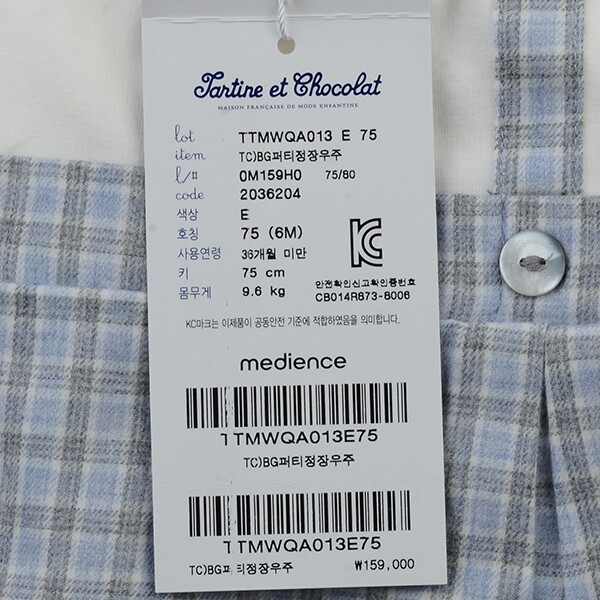 Tartine et Chocolat
MAISON FRANÇAISE DE MODE ENFANTINE
lot TTMWQA013 E 75
item TC)BG퍼티정장우주
l/# 0M159H0 75/80
code 2036204
색상 E
호칭 75 (6M)
사용연령 36개월 미만
키 75 cm
몸무게 9.6 kg
안전확인신고확인증번호
CB014R673-8006
KC마크는 이제품이 공통안전 기준에 적합하였음을 의미합니다.
medience
TTMWQA013E75
TC)BG퍼티정장우주
TTMWQA013E75
TC)BG퍼티정장우주 ₩159,000